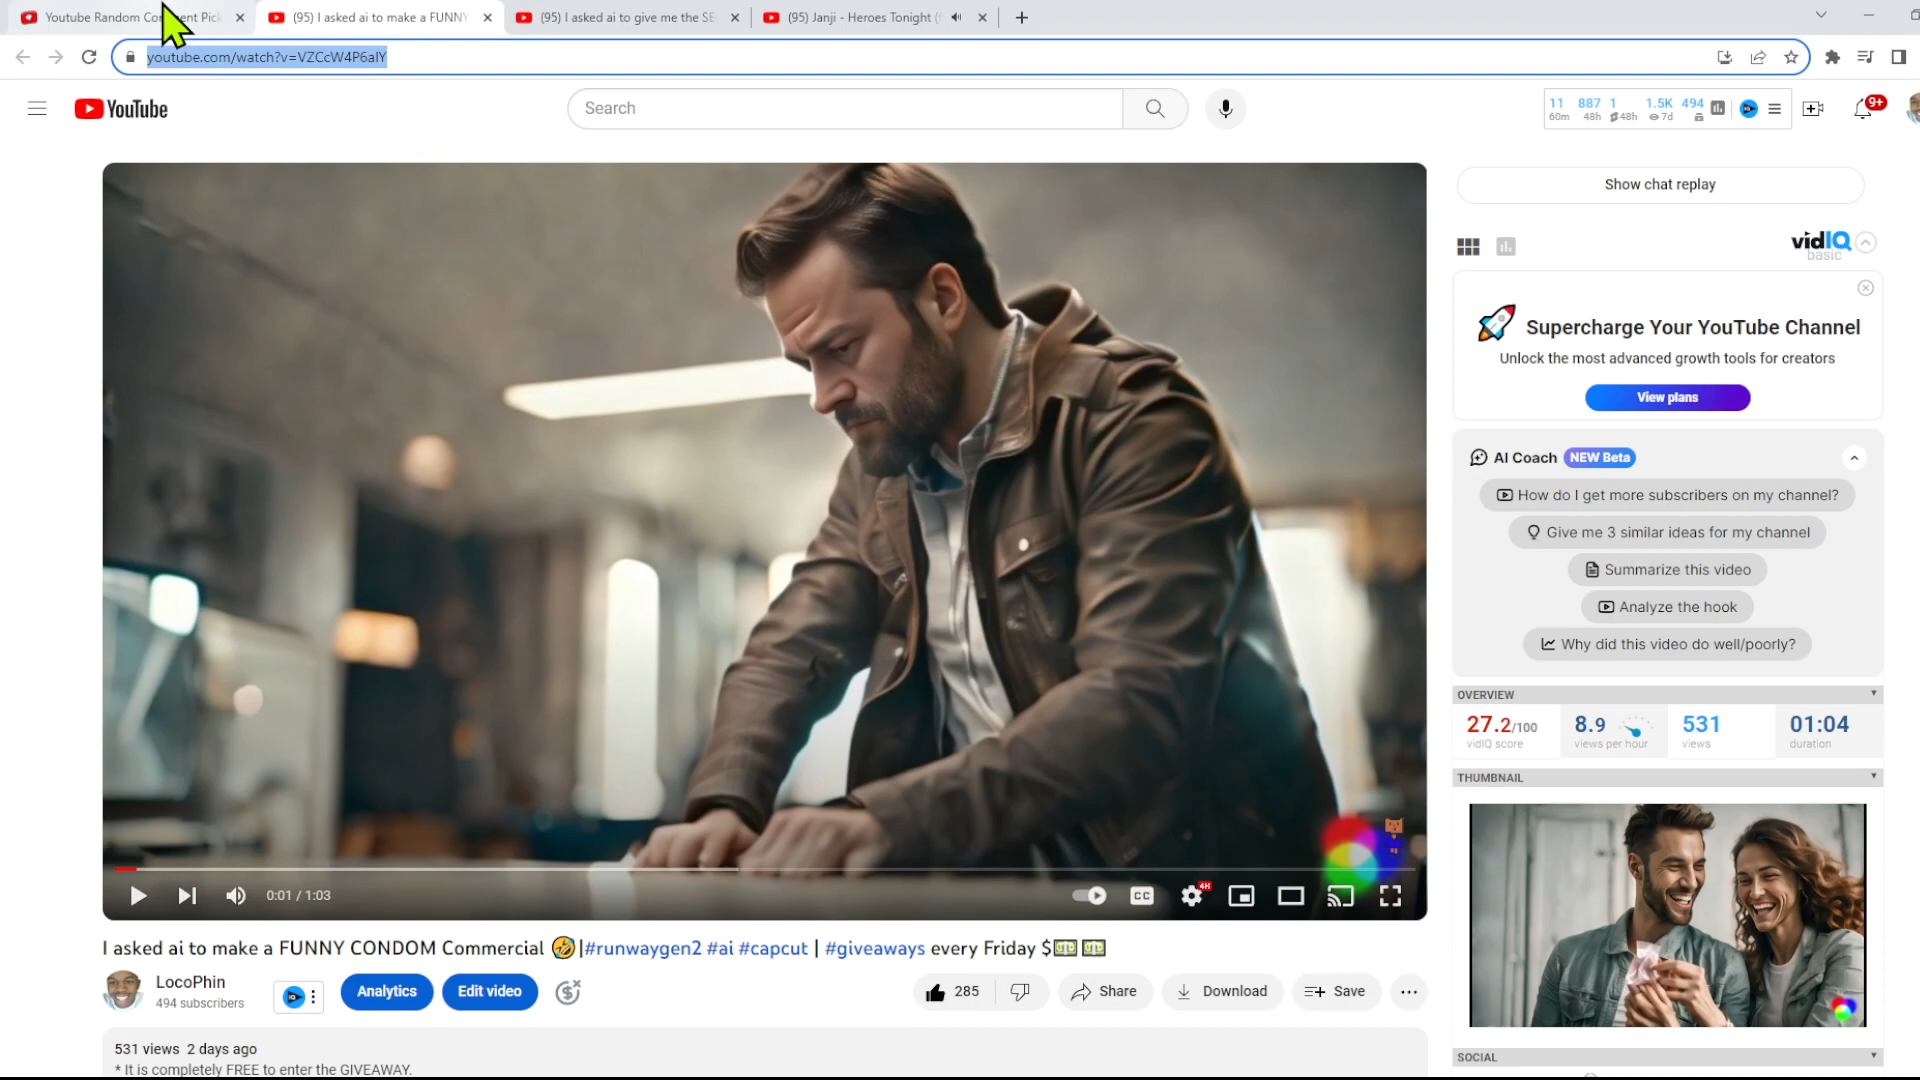 Youtube Random Co ent Pick
(95) I asked ai to make a FUNNY
(95) I asked ai to give me the SE
(95) Janji - Heroes Tonight (
youtube.com/watch?v=VZCcW4P6alY
YouTube
Search
11 887 1 1.5K 494
60m 48h 48h 7d
9+
Show chat replay
vidIQ
basic
Supercharge Your YouTube Channel
Unlock the most advanced growth tools for creators
View plans
AI Coach NEW Beta
How do I get more subscribers on my channel?
Give me 3 similar ideas for my channel
Summarize this video
Analyze the hook
Why did this video do well/poorly?
OVERVIEW
27.2/100 8.9 531 01:04
vidIQ score views per hour views duration
THUMBNAIL
SOCIAL
0:01 / 1:03
CC
4K
I asked ai to make a FUNNY CONDOM Commercial 🤣|#runwaygen2 #ai #capcut | #giveaways every Friday $💵 💵
LocoPhin
494 subscribers
Analytics
Edit video
285
Share
Download
Save
531 views 2 days ago
* It is completely FREE to enter the GIVEAWAY.